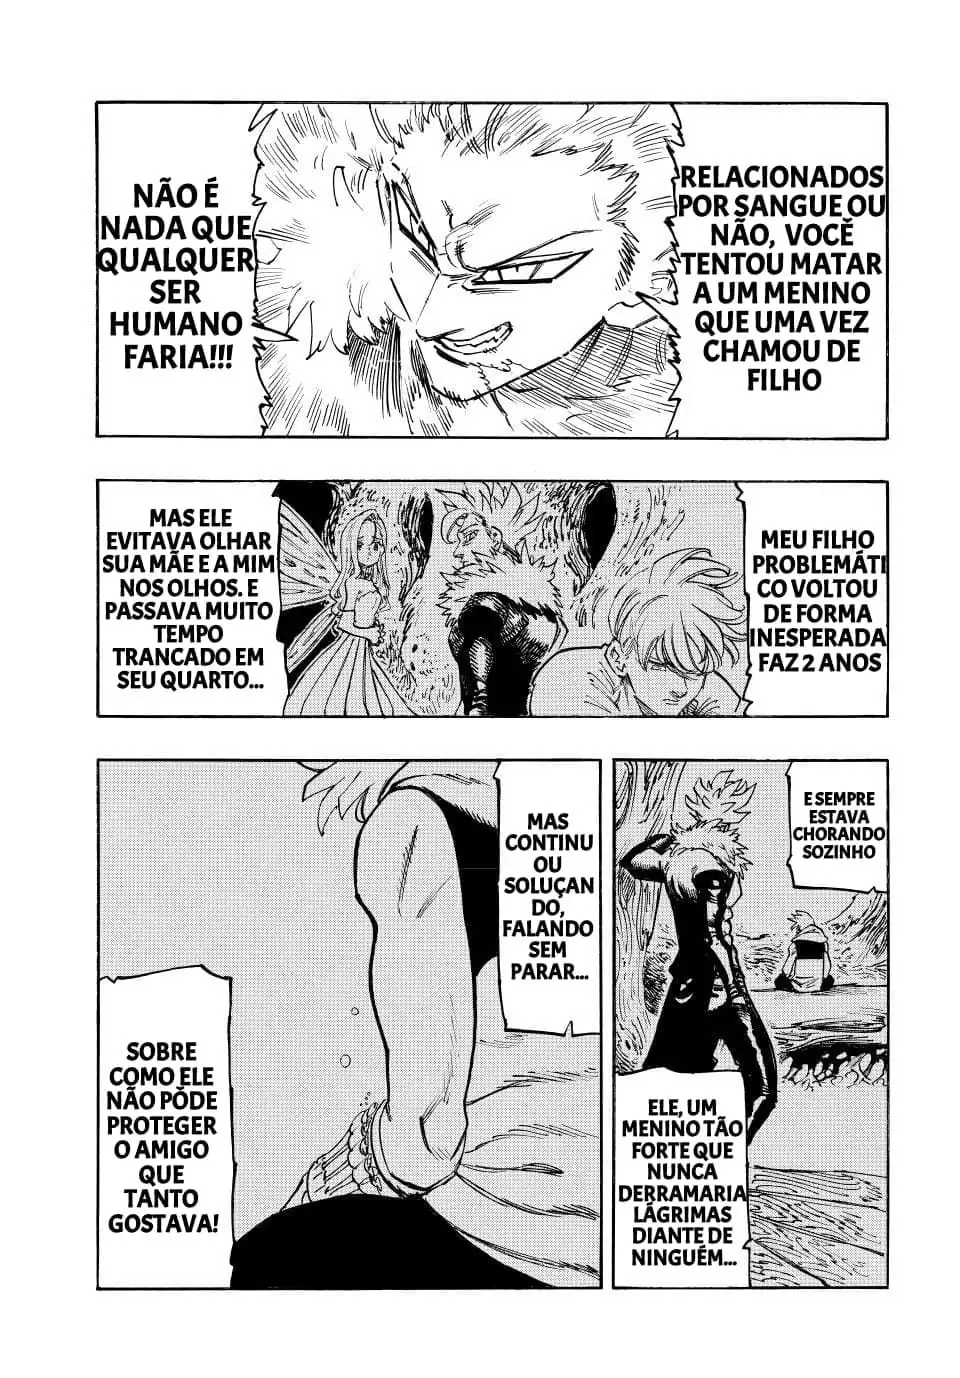 RELACIONADOS
POR SANGUE OU
NÃO, VOCÊ
TENTOU MATAR
A UM MENINO
QUE UMA VEZ
CHAMOU DE
FILHO
NÃO É
NADA QUE
QUALQUER
SER
HUMANO
FARIA!!!
MEU FILHO
PROBLEMÁTI
CO VOLTOU
DE FORMA
INESPERADA
FAZ 2 ANOS
MAS ELE
EVITAVA OLHAR
SUA MÃE E A MIM
NOS OLHOS. E
PASSAVA MUITO
TEMPO
TRANCADO EM
SEU QUARTO...
E SEMPRE
ESTAVA
CHORANDO
SOZINHO
ELE, UM
MENINO TÃO
FORTE QUE
NUNCA
DERRAMARIA
LÁGRIMAS
DIANTE DE
NINGUÉM...
MAS
CONTINU
OU
SOLUÇAN
DO,
FALANDO
SEM
PARAR...
SOBRE
COMO ELE
NÃO PÔDE
PROTEGER
O AMIGO
QUE
TANTO
GOSTAVA!